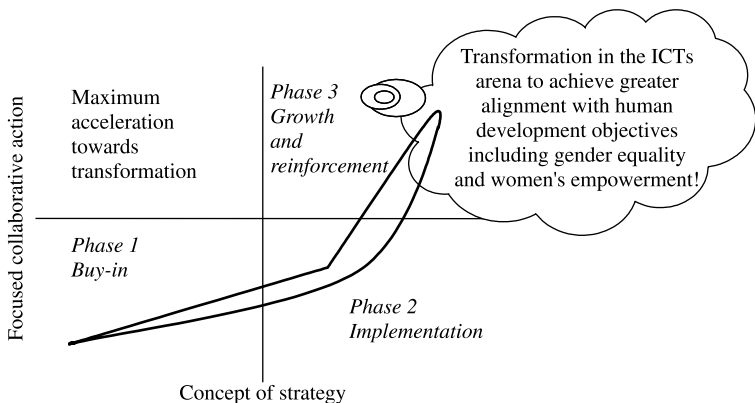 Focused collaborative action
Maximum
acceleration
towards
transformation
Phase 3
Growth
and
reinforcement
Transformation in the ICTs
arena to achieve greater
alignment with human
development objectives
including gender equality
and women's empowerment!
Phase 1
Buy-in
Phase 2
Implementation
Concept of strategy